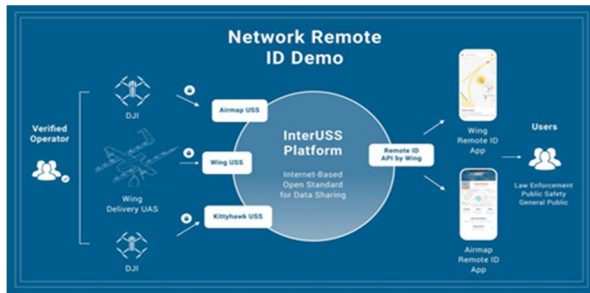 Network Remote
ID Demo
Verified
Operator
DJI
Wing
Delivery UAS
DJI
Airmap USS
Wing USS
Kittyhawk USS
InterUSS
Platform
Internet-Based
Open Standard
for Data Sharing
Remote ID
API by Wing
Wing
Remote ID
App
Airmap
Remote ID
App
Users
Law Enforcement
Public Safety
General Public